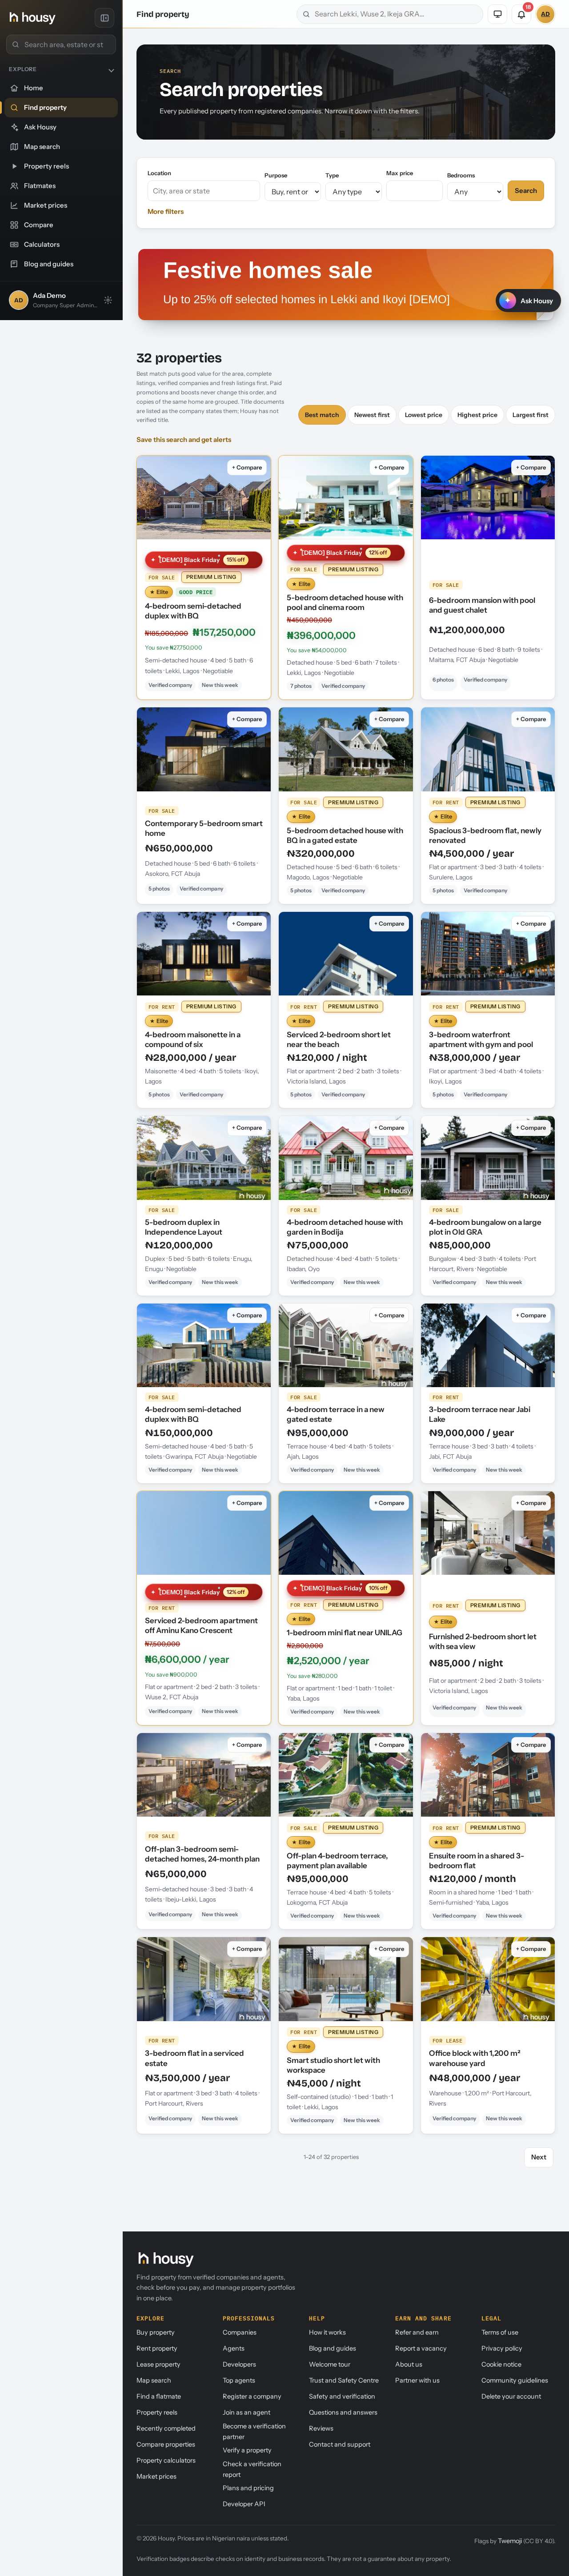 housy
Search area, estate or st
EXPLORE
Home
Find property
Ask Housy
Map search
Property reels
Flatmates
Market prices
Compare
Calculators
Blog and guides
AD
Ada Demo
Company Super Admin...
Find property
Search Lekki, Wuse 2, Ikeja GRA...
18
AD
SEARCH
Search properties
Every published property from registered companies. Narrow it down with the filters.
Location
Purpose
Type
Max price
Bedrooms
City, area or state
Buy, rent or
Any type
Any
Search
More filters
Festive homes sale
Up to 25% off selected homes in Lekki and Ikoyi [DEMO]
Ask Housy
32 properties
Best match puts good value for the area, complete
listings, verified companies and fresh listings first. Paid
promotions and boosts never change this order, and
copies of the same home are grouped. Title documents
are listed as the company states them; Housy has not
verified title.
Best match
Newest first
Lowest price
Highest price
Largest first
Save this search and get alerts
+ Compare
[DEMO] Black Friday 15% off
FOR SALE PREMIUM LISTING
★ Elite GOOD PRICE
4-bedroom semi-detached
duplex with BQ
₦185,000,000 ₦157,250,000
You save ₦27,750,000
Semi-detached house · 4 bed · 5 bath · 6
toilets · Lekki, Lagos · Negotiable
Verified company New this week
+ Compare
[DEMO] Black Friday 12% off
FOR SALE PREMIUM LISTING
★ Elite
5-bedroom detached house with
pool and cinema room
₦450,000,000
₦396,000,000
You save ₦54,000,000
Detached house · 5 bed · 6 bath · 7 toilets ·
Lekki, Lagos · Negotiable
7 photos Verified company
+ Compare
FOR SALE
6-bedroom mansion with pool
and guest chalet
₦1,200,000,000
Detached house · 6 bed · 8 bath · 9 toilets ·
Maitama, FCT Abuja · Negotiable
6 photos Verified company
+ Compare
FOR SALE
Contemporary 5-bedroom smart
home
₦650,000,000
Detached house · 5 bed · 6 bath · 6 toilets ·
Asokoro, FCT Abuja
5 photos Verified company
+ Compare
FOR SALE PREMIUM LISTING
★ Elite
5-bedroom detached house with
BQ in a gated estate
₦320,000,000
Detached house · 5 bed · 6 bath · 6 toilets ·
Magodo, Lagos · Negotiable
5 photos Verified company
+ Compare
FOR RENT PREMIUM LISTING
★ Elite
Spacious 3-bedroom flat, newly
renovated
₦4,500,000 / year
Flat or apartment · 3 bed · 3 bath · 4 toilets ·
Surulere, Lagos
5 photos Verified company
+ Compare
FOR RENT PREMIUM LISTING
★ Elite
4-bedroom maisonette in a
compound of six
₦28,000,000 / year
Maisonette · 4 bed · 4 bath · 5 toilets · Ikoyi,
Lagos
5 photos Verified company
+ Compare
FOR RENT PREMIUM LISTING
★ Elite
Serviced 2-bedroom short let
near the beach
₦120,000 / night
Flat or apartment · 2 bed · 2 bath · 3 toilets ·
Victoria Island, Lagos
5 photos Verified company
+ Compare
FOR RENT PREMIUM LISTING
★ Elite
3-bedroom waterfront
apartment with gym and pool
₦38,000,000 / year
Flat or apartment · 3 bed · 4 bath · 4 toilets ·
Ikoyi, Lagos
5 photos Verified company
+ Compare
housy
FOR SALE
5-bedroom duplex in
Independence Layout
₦120,000,000
Duplex · 5 bed · 5 bath · 6 toilets · Enugu,
Enugu · Negotiable
Verified company New this week
+ Compare
housy
FOR SALE
4-bedroom detached house with
garden in Bodija
₦75,000,000
Detached house · 4 bed · 4 bath · 5 toilets ·
Ibadan, Oyo
Verified company New this week
+ Compare
housy
FOR SALE
4-bedroom bungalow on a large
plot in Old GRA
₦85,000,000
Bungalow · 4 bed · 3 bath · 4 toilets · Port
Harcourt, Rivers · Negotiable
Verified company New this week
+ Compare
FOR SALE
4-bedroom semi-detached
duplex with BQ
₦150,000,000
Semi-detached house · 4 bed · 5 bath · 5
toilets · Gwarinpa, FCT Abuja · Negotiable
Verified company New this week
+ Compare
housy
FOR SALE
4-bedroom terrace in a new
gated estate
₦95,000,000
Terrace house · 4 bed · 4 bath · 5 toilets ·
Ajah, Lagos
Verified company New this week
+ Compare
FOR RENT
3-bedroom terrace near Jabi
Lake
₦9,000,000 / year
Terrace house · 3 bed · 3 bath · 4 toilets ·
Jabi, FCT Abuja
Verified company New this week
+ Compare
[DEMO] Black Friday 12% off
FOR RENT
Serviced 2-bedroom apartment
off Aminu Kano Crescent
₦7,500,000
₦6,600,000 / year
You save ₦900,000
Flat or apartment · 2 bed · 2 bath · 3 toilets ·
Wuse 2, FCT Abuja
Verified company New this week
+ Compare
[DEMO] Black Friday 10% off
FOR RENT PREMIUM LISTING
★ Elite
1-bedroom mini flat near UNILAG
₦2,800,000
₦2,520,000 / year
You save ₦280,000
Flat or apartment · 1 bed · 1 bath · 1 toilet ·
Yaba, Lagos
Verified company New this week
+ Compare
FOR RENT PREMIUM LISTING
★ Elite
Furnished 2-bedroom short let
with sea view
₦85,000 / night
Flat or apartment · 2 bed · 2 bath · 3 toilets ·
Victoria Island, Lagos
Verified company New this week
+ Compare
FOR SALE
Off-plan 3-bedroom semi-
detached homes, 24-month plan
₦65,000,000
Semi-detached house · 3 bed · 3 bath · 4
toilets · Ibeju-Lekki, Lagos
Verified company New this week
+ Compare
FOR SALE PREMIUM LISTING
★ Elite
Off-plan 4-bedroom terrace,
payment plan available
₦95,000,000
Terrace house · 4 bed · 4 bath · 5 toilets ·
Lokogoma, FCT Abuja
Verified company New this week
+ Compare
FOR RENT PREMIUM LISTING
★ Elite
Ensuite room in a shared 3-
bedroom flat
₦120,000 / month
Room in a shared home · 1 bed · 1 bath ·
Semi-furnished · Yaba, Lagos
Verified company New this week
+ Compare
housy
FOR RENT
3-bedroom flat in a serviced
estate
₦3,500,000 / year
Flat or apartment · 3 bed · 3 bath · 4 toilets ·
Port Harcourt, Rivers
Verified company New this week
+ Compare
FOR RENT PREMIUM LISTING
★ Elite
Smart studio short let with
workspace
₦45,000 / night
Self-contained (studio) · 1 bed · 1 bath · 1
toilet · Lekki, Lagos
Verified company New this week
+ Compare
housy
FOR LEASE
Office block with 1,200 m²
warehouse yard
₦48,000,000 / year
Warehouse · 1,200 m² · Port Harcourt,
Rivers
Verified company New this week
1–24 of 32 properties
Next
housy
Find property from verified companies and agents,
check before you pay, and manage property portfolios
in one place.
EXPLORE
Buy property
Rent property
Lease property
Map search
Find a flatmate
Property reels
Recently completed
Compare properties
Property calculators
Market prices
PROFESSIONALS
Companies
Agents
Developers
Top agents
Register a company
Join as an agent
Become a verification
partner
Verify a property
Check a verification
report
Plans and pricing
Developer API
HELP
How it works
Blog and guides
Welcome tour
Trust and Safety Centre
Safety and verification
Questions and answers
Reviews
Contact and support
EARN AND SHARE
Refer and earn
Report a vacancy
About us
Partner with us
LEGAL
Terms of use
Privacy policy
Cookie notice
Community guidelines
Delete your account
© 2026 Housy. Prices are in Nigerian naira unless stated.
Flags by Twemoji (CC BY 4.0).
Verification badges describe checks on identity and business records. They are not a guarantee about any property.